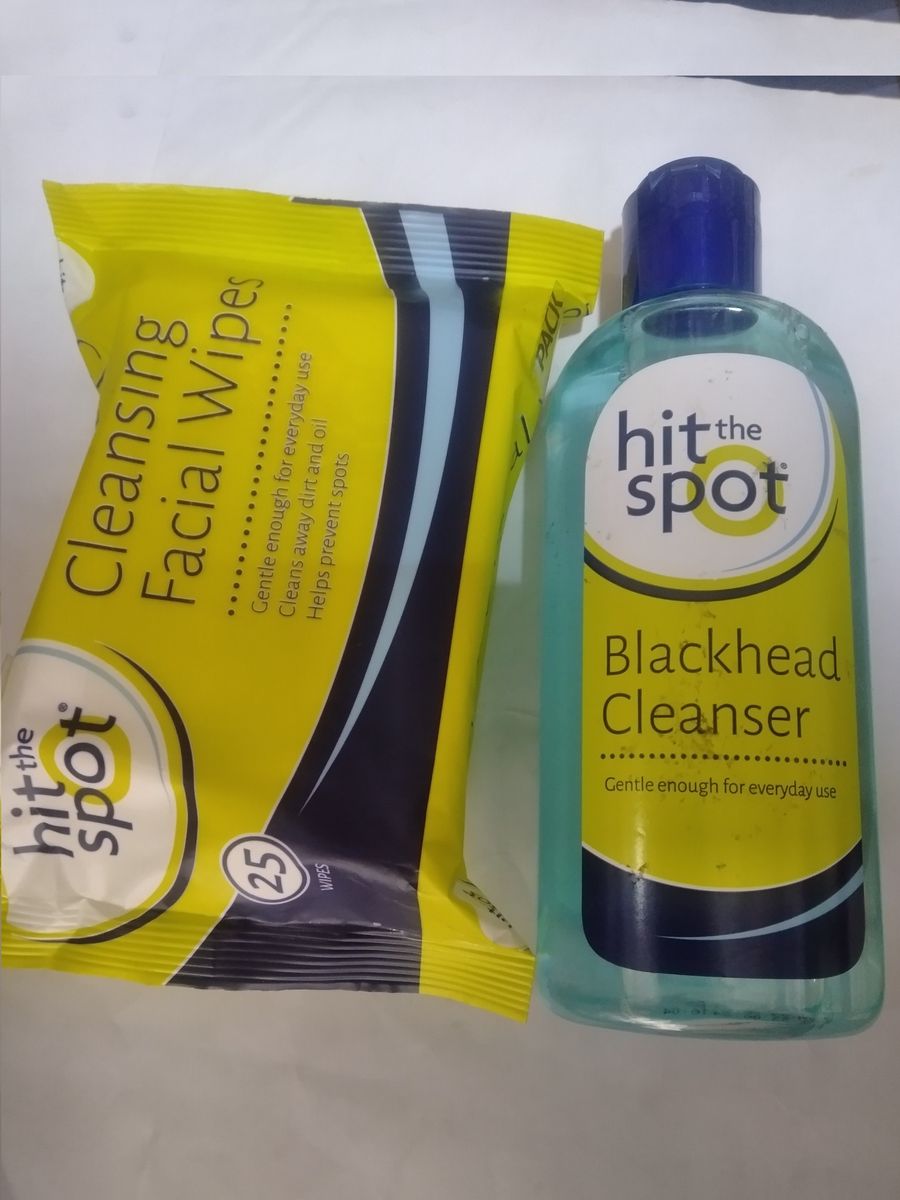 Cleansing
Facial Wipes
Gentle enough for everyday use
Cleans away dirt and oil
Helps prevent spots
hit the
spot®
25
WIPES
PACK
hit the
spot®
Blackhead
Cleanser
Gentle enough for everyday use